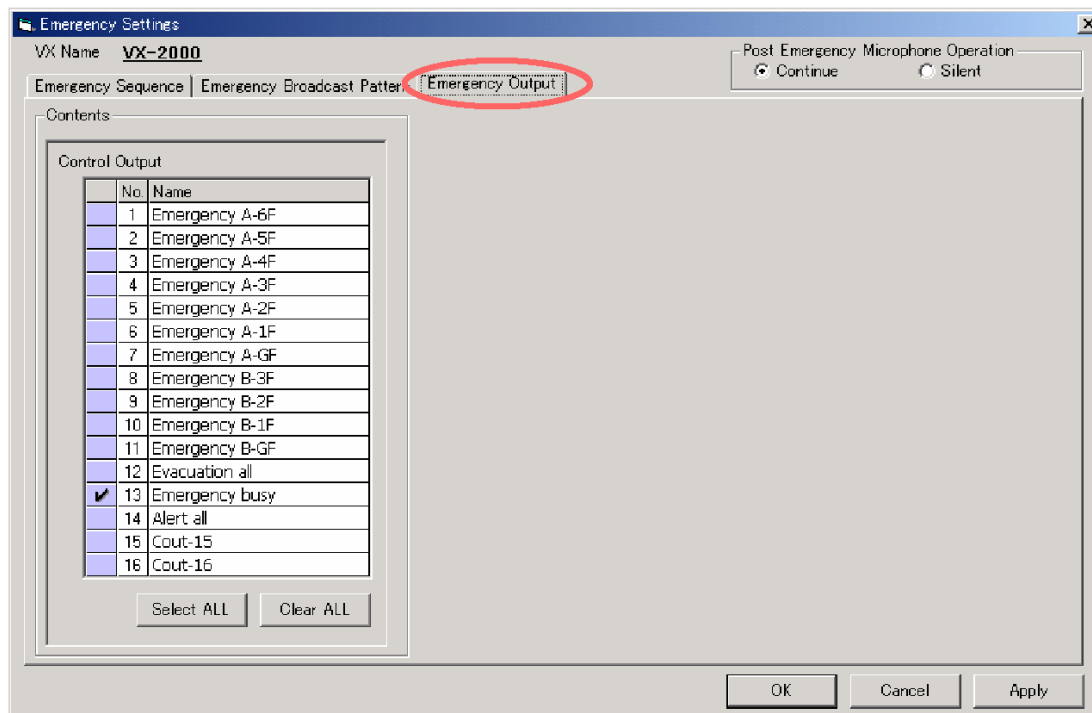 Emergency Settings
VX Name VX-2000
Post Emergency Microphone Operation
Continue Silent
Emergency Sequence Emergency Broadcast Pattern Emergency Output
Contents
Control Output
No. Name
1 Emergency A-6F
2 Emergency A-5F
3 Emergency A-4F
4 Emergency A-3F
5 Emergency A-2F
6 Emergency A-1F
7 Emergency A-GF
8 Emergency B-3F
9 Emergency B-2F
10 Emergency B-1F
11 Emergency B-GF
12 Evacuation all
13 Emergency busy
14 Alert all
15 Cout-15
16 Cout-16
Select ALL Clear ALL
OK Cancel Apply